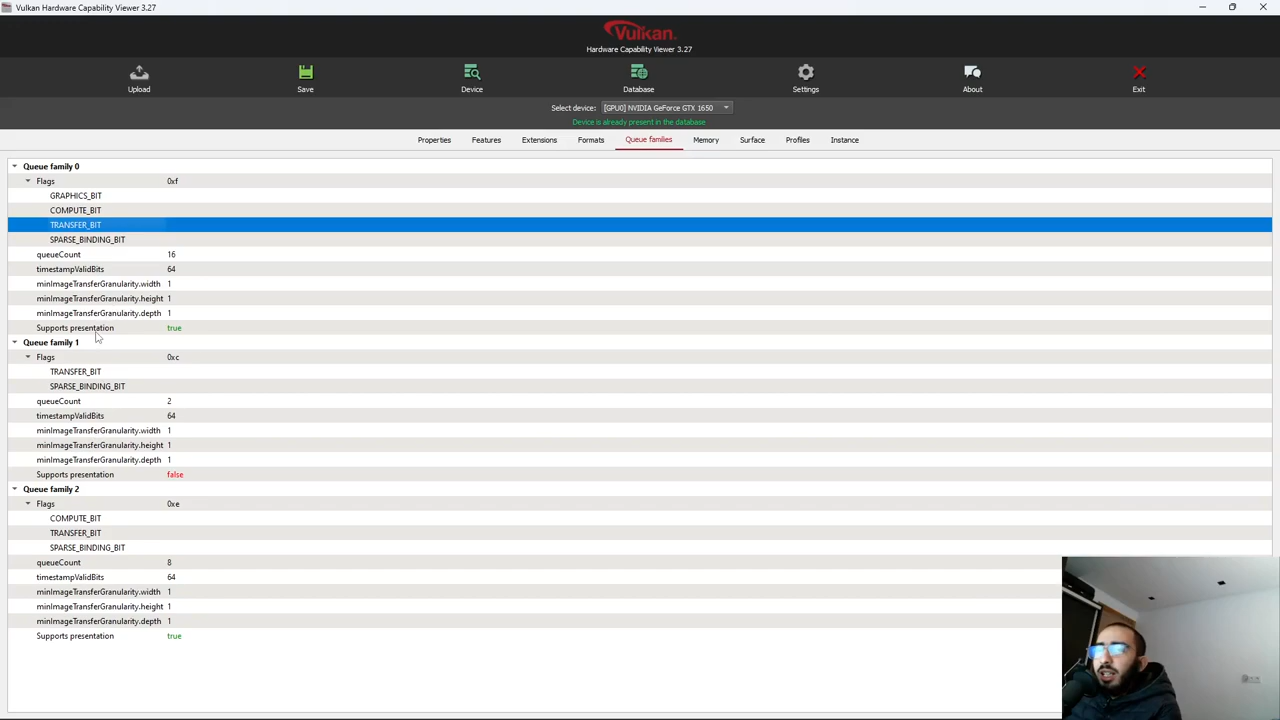 Vulkan Hardware Capability Viewer 3.27
Vulkan.
Hardware Capability Viewer 3.27
Upload Save Device Database Settings About Exit
Select device: [GPU0] NVIDIA GeForce GTX 1650
Device is already present in the database
Properties Features Extensions Formats Queue families Memory Surface Profiles Instance
Queue family 0
Flags 0xf
GRAPHICS_BIT
COMPUTE_BIT
TRANSFER_BIT
SPARSE_BINDING_BIT
queueCount 16
timestampValidBits 64
minImageTransferGranularity.width 1
minImageTransferGranularity.height 1
minImageTransferGranularity.depth 1
Supports presentation true
Queue family 1
Flags 0xc
TRANSFER_BIT
SPARSE_BINDING_BIT
queueCount 2
timestampValidBits 64
minImageTransferGranularity.width 1
minImageTransferGranularity.height 1
minImageTransferGranularity.depth 1
Supports presentation false
Queue family 2
Flags 0xe
COMPUTE_BIT
TRANSFER_BIT
SPARSE_BINDING_BIT
queueCount 8
timestampValidBits 64
minImageTransferGranularity.width 1
minImageTransferGranularity.height 1
minImageTransferGranularity.depth 1
Supports presentation true